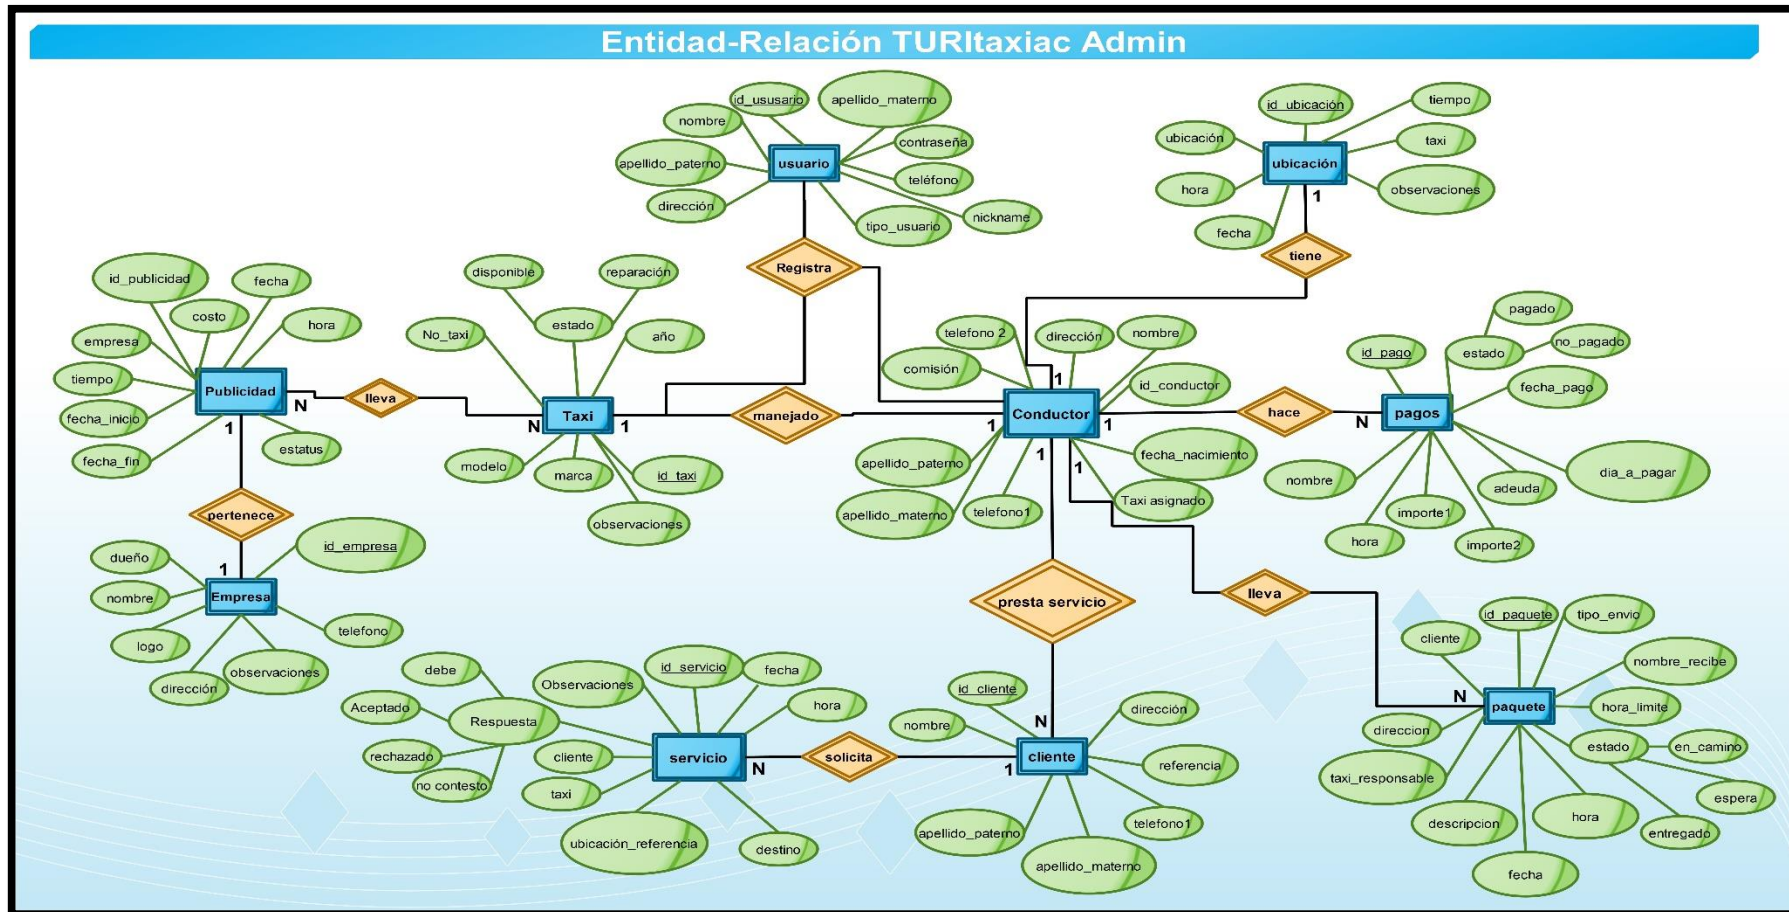 Entidad-Relación TURItaxiac Admin
id_ususario
apellido_materno
nombre
contraseña
apellido_paterno
usuario
teléfono
dirección
nickname
tipo_usuario
id_ubicación
tiempo
ubicación
taxi
ubicación
hora
observaciones
1
fecha
tiene
Registra
id_publicidad
fecha
costo
hora
empresa
tiempo
Publicidad
fecha_inicio
N
fecha_fin
1
estatus
lleva
disponible
reparación
No_taxi
estado
año
Taxi
N
1
modelo
marca
id_taxi
observaciones
manejado
telefono 2
dirección
nombre
comisión
1
id_conductor
Conductor
1
1
apellido_paterno
1
1
fecha_nacimiento
apellido_materno
telefono1
Taxi asignado
hace
pagado
id_pago
estado
no_pagado
fecha_pago
pagos
N
nombre
dia_a_pagar
adeuda
importe1
hora
importe2
pertenece
1
id_empresa
dueño
nombre
Empresa
logo
telefono
observaciones
dirección
presta servicio
lleva
debe
Observaciones
id_servicio
fecha
Aceptado
Respuesta
hora
rechazado
cliente
servicio
no contesto
N
taxi
ubicación_referencia
destino
solicita
id_cliente
dirección
nombre
N
cliente
1
referencia
telefono1
apellido_paterno
apellido_materno
id_paquete
tipo_envio
cliente
nombre_recibe
N
paquete
hora_limite
direccion
estado
en_camino
taxi_responsable
espera
descripcion
hora
entregado
fecha